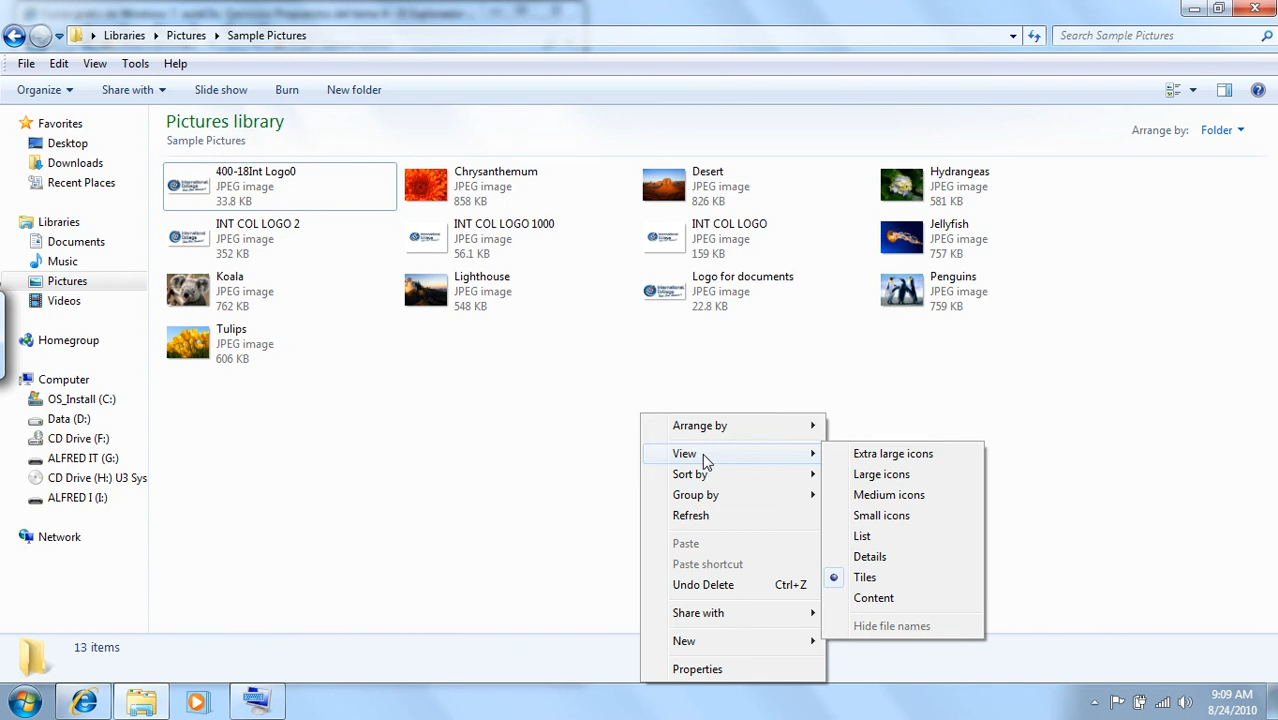 Libraries Pictures Sample Pictures
Search Sample Pictures
File Edit View Tools Help
Organize Share with Slide show Burn New folder
Favorites
Desktop
Downloads
Recent Places
Libraries
Documents
Music
Pictures
Videos
Homegroup
Computer
OS_Install (C:)
Data (D:)
CD Drive (F:)
ALFRED IT (G:)
CD Drive (H:) U3 Sys
ALFRED I (I:)
Network
Pictures library
Sample Pictures
Arrange by: Folder
400-18Int Logo0
JPEG image
33.8 KB
Chrysanthemum
JPEG image
858 KB
Desert
JPEG image
826 KB
Hydrangeas
JPEG image
581 KB
INT COL LOGO 2
JPEG image
352 KB
INT COL LOGO 1000
JPEG image
56.1 KB
INT COL LOGO
JPEG image
159 KB
Jellyfish
JPEG image
757 KB
Koala
JPEG image
762 KB
Lighthouse
JPEG image
548 KB
Logo for documents
JPEG image
22.8 KB
Penguins
JPEG image
759 KB
Tulips
JPEG image
606 KB
Arrange by
View
Sort by
Group by
Refresh
Paste
Paste shortcut
Undo Delete Ctrl+Z
Share with
New
Properties
Extra large icons
Large icons
Medium icons
Small icons
List
Details
Tiles
Content
Hide file names
13 items
9:09 AM
8/24/2010